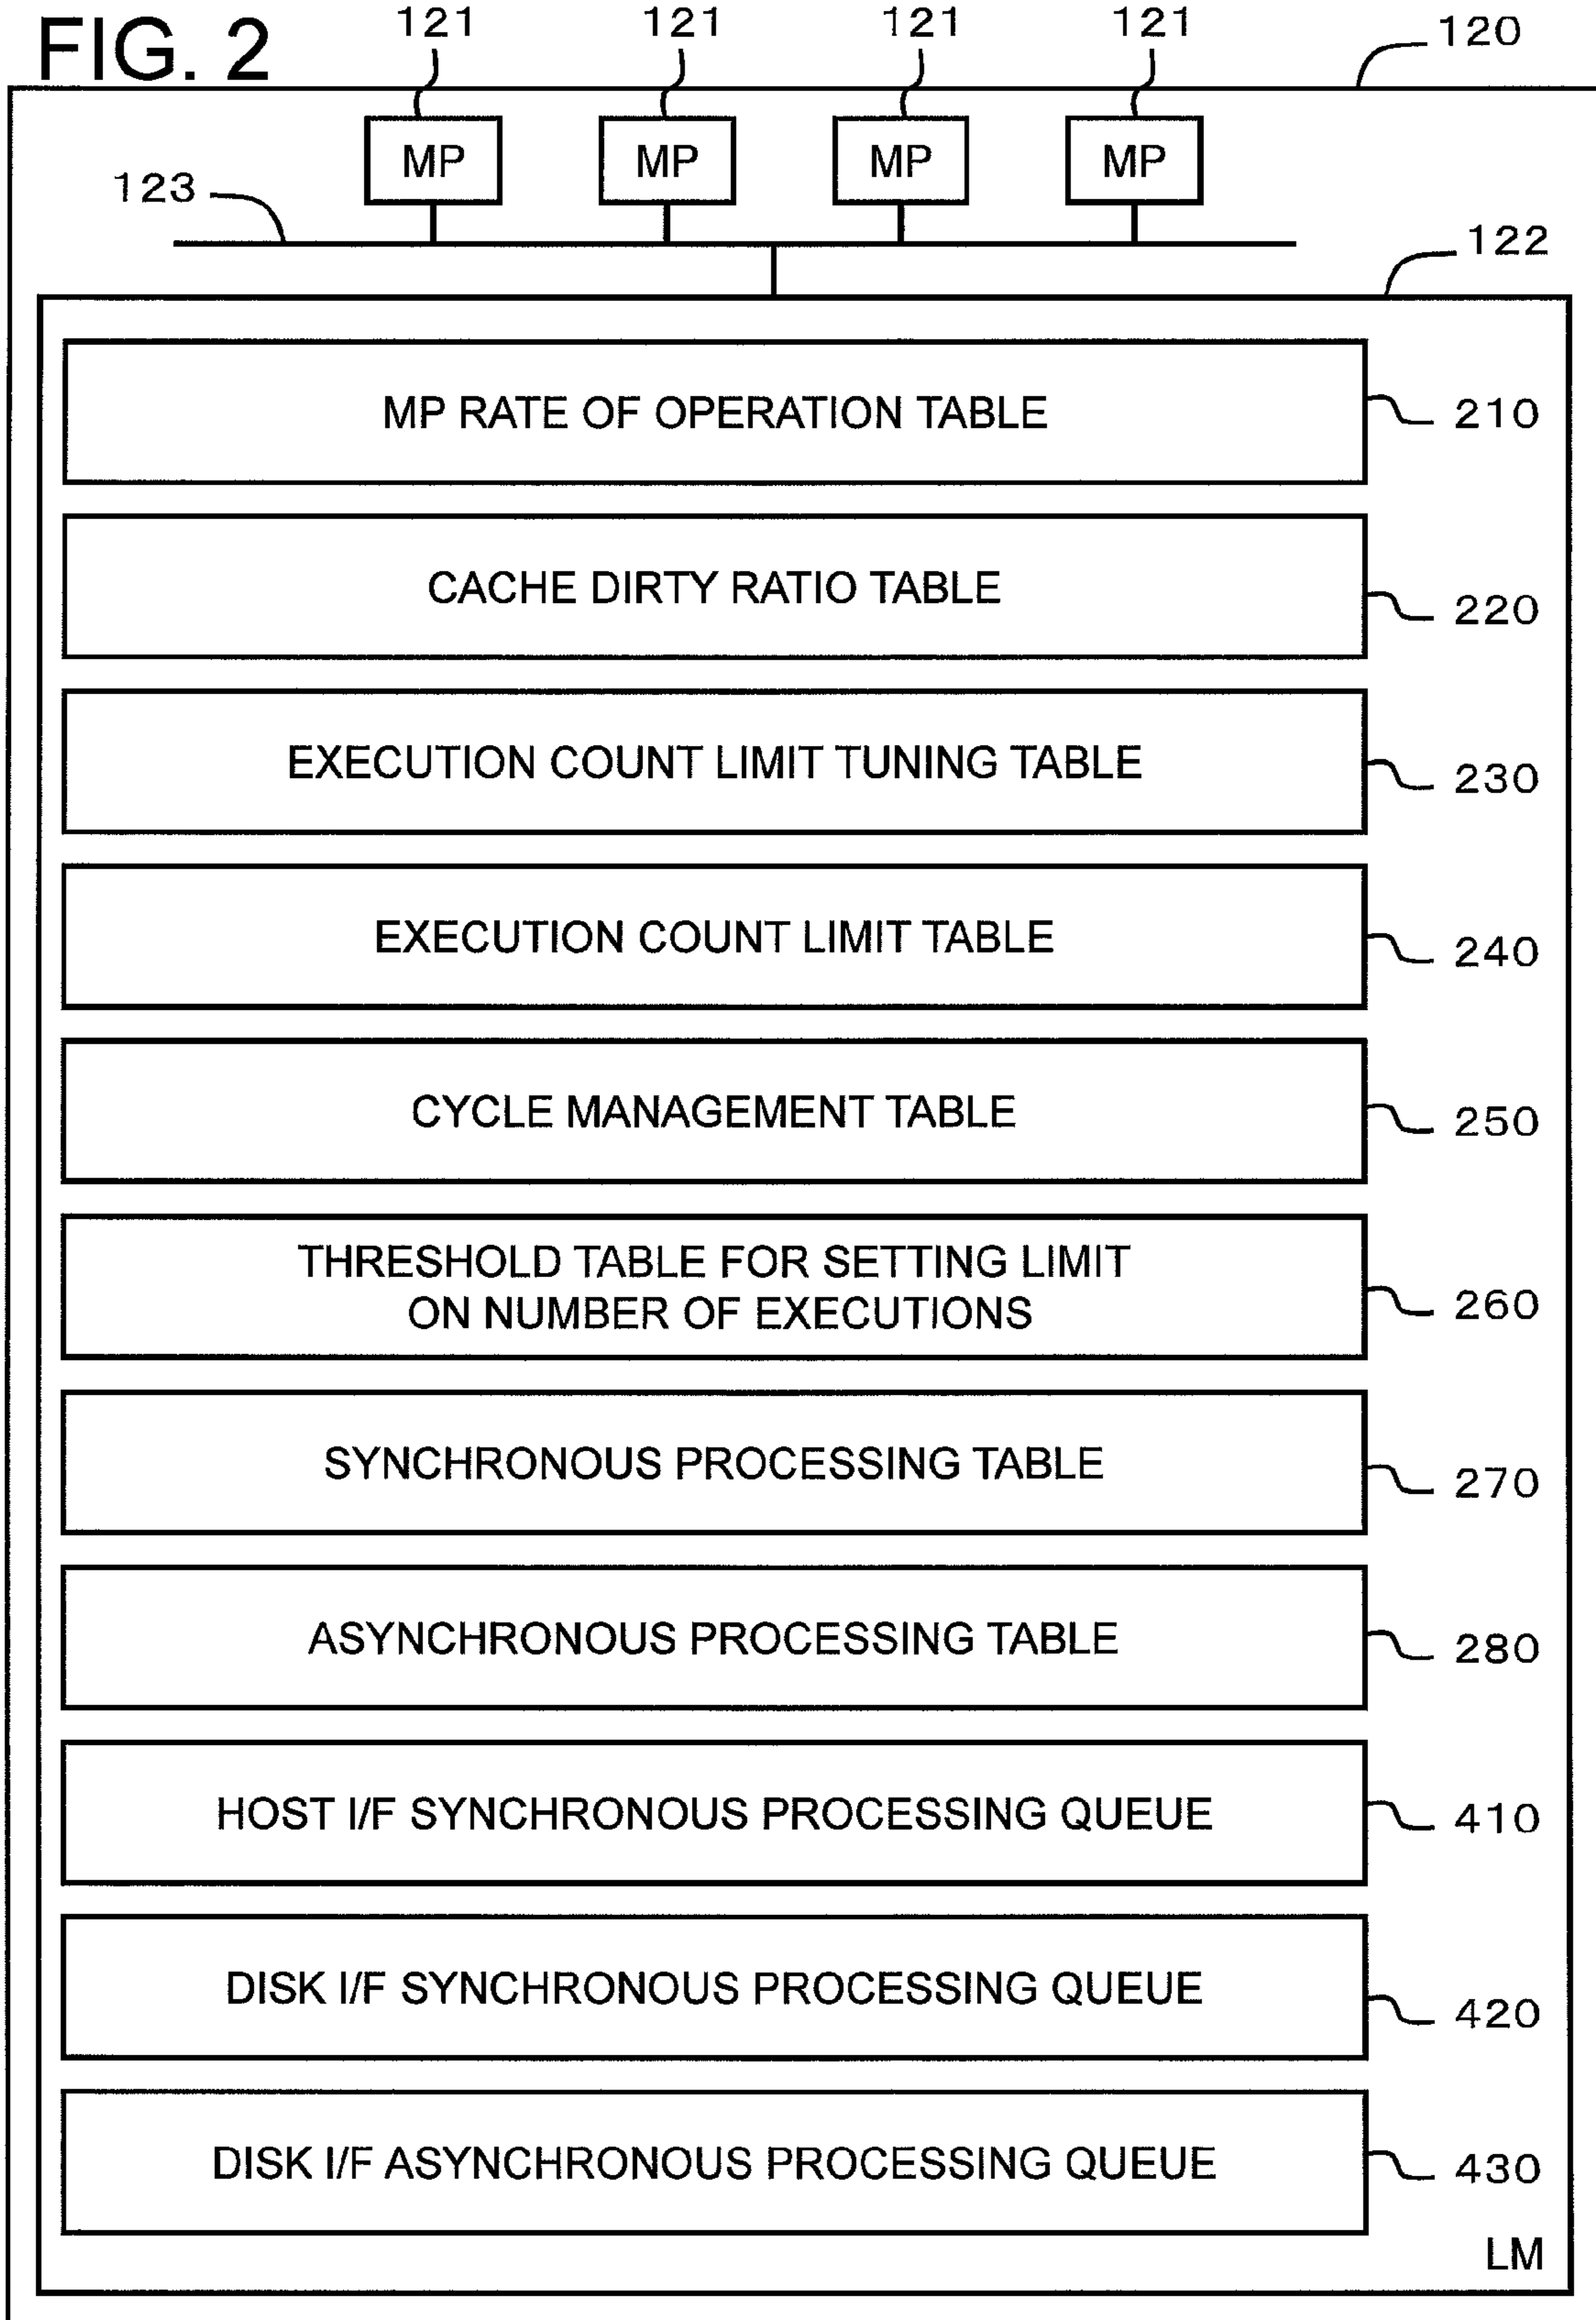 FIG. 2
121 121 121 121 120
MP MP MP MP
123
122
MP RATE OF OPERATION TABLE 210
CACHE DIRTY RATIO TABLE 220
EXECUTION COUNT LIMIT TUNING TABLE 230
EXECUTION COUNT LIMIT TABLE 240
CYCLE MANAGEMENT TABLE 250
THRESHOLD TABLE FOR SETTING LIMIT
ON NUMBER OF EXECUTIONS 260
SYNCHRONOUS PROCESSING TABLE 270
ASYNCHRONOUS PROCESSING TABLE 280
HOST I/F SYNCHRONOUS PROCESSING QUEUE 410
DISK I/F SYNCHRONOUS PROCESSING QUEUE 420
DISK I/F ASYNCHRONOUS PROCESSING QUEUE 430
LM